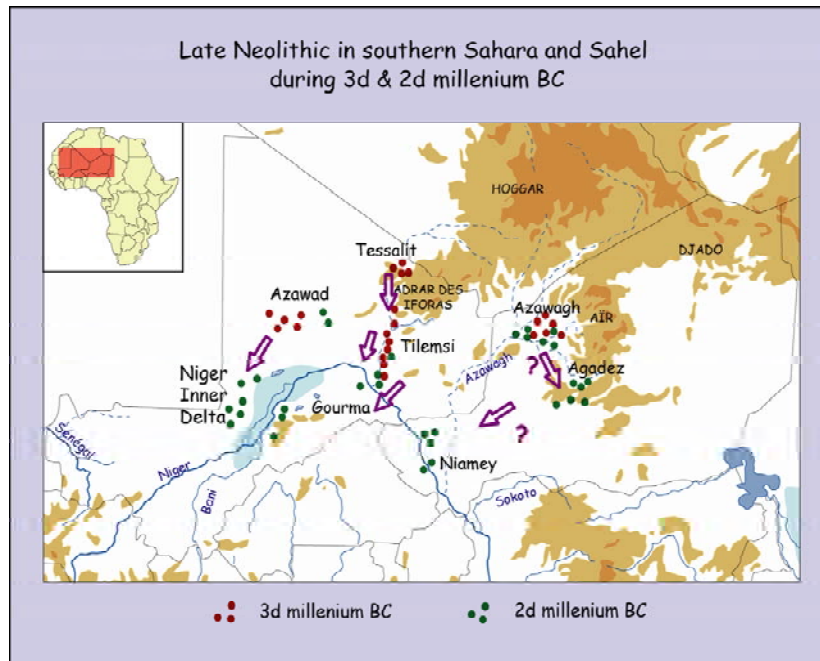 Late Neolithic in southern Sahara and Sahel
during 3d & 2d millenium BC
HOGGAR
DJADO
Tessalit
ADRAR DES
IFORAS
Azawad
Azawagh
AÏR
Tilemsi
Azawagh
?
Agadez
Niger
Inner
Delta
Gourma
?
Sénégal
Niger
Bani
Niamey
Sokoto
3d millenium BC
2d millenium BC